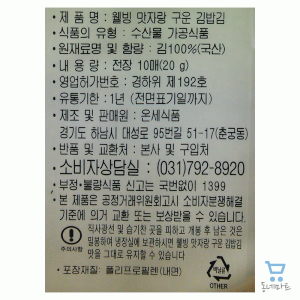 · 제 품 명 : 웰빙 맛자랑 구운 김밥김
· 식품의 유형 : 수산물 가공식품
· 원재료명 및 함량 : 김100%(국산)
· 내 용 량 : 전장 10매(20 g)
· 영업허가번호 : 경하위 제192호
· 유통기한 : 1년 (전면표기일까지)
· 제조 및 판매원 : 온세식품
경기도 하남시 대성로 95번길 51-17(춘궁동)
· 반품 및 교환처 : 본사 및 구입처
소비자상담실 : (031)792-8920
· 부정·불량식품 신고는 국번없이 1399
· 본 제품은 공정거래위원회고시 소비자분쟁해결
기준에 의거 교환 또는 보상받을 수 있습니다.
주의사항
직사광선 및 습기찬 곳을 피하시고, 개봉 후 남은 것은
밀봉하여 냉장실에 보관하시면 웰빙 맛자랑 구운 김밥김
을 드실 수 있습니다.
· 포장재질 : 폴리프로필렌(내면)
비닐류